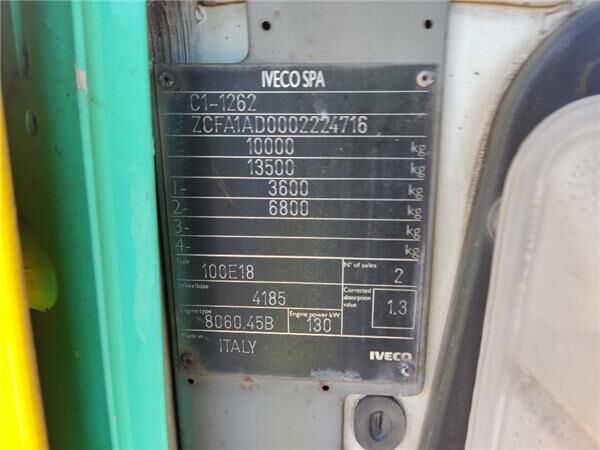 IVECO SPA
C1-1262
ZCFA1AD0002224716
10000 kg
13500 kg
1- 3600 kg
2- 6800 kg
3- kg
4- kg
Type 100E18 N° of axles 2
Wheelbase 4185 Corrected absorption value 1.3
Engine type 8060.45B Engine power kW 130
Made in ITALY IVECO